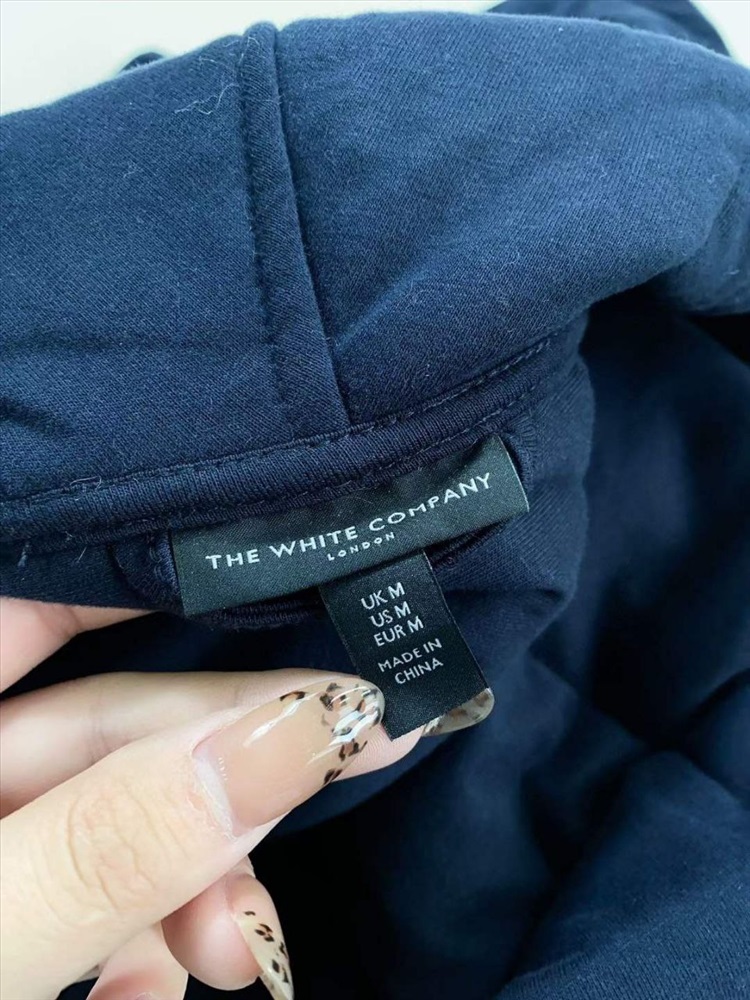 THE WHITE COMPANY
LONDON
UK M
US M
EUR M
MADE IN
CHINA